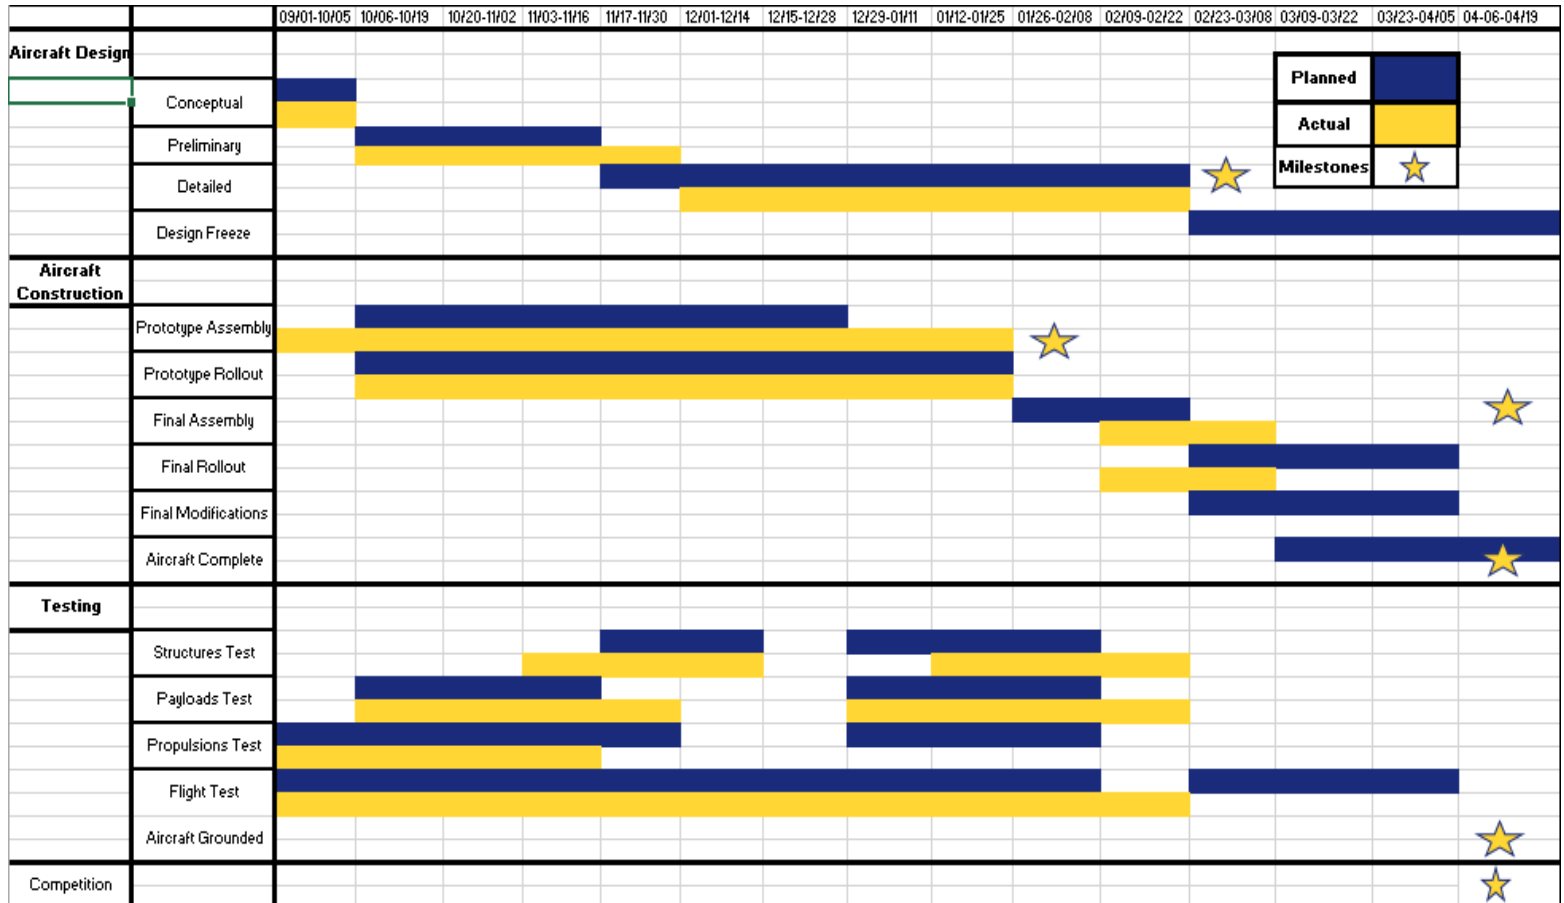 09/01-10/05 10/06-10/19 10/20-11/02 11/03-11/16 11/17-11/30 12/01-12/14 12/15-12/28 12/29-01/11 01/12-01/25 01/26-02/08 02/09-02/22 02/23-03/08 03/09-03/22 03/23-04/05 04-06-04/19
Aircraft Design
Planned
Conceptual
Actual
Preliminary
Milestones
Detailed
Design Freeze
Aircraft
Construction
Prototype Assembly
Prototype Rollout
Final Assembly
Final Rollout
Final Modifications
Aircraft Complete
Testing
Structures Test
Payloads Test
Propulsions Test
Flight Test
Aircraft Grounded
Competition